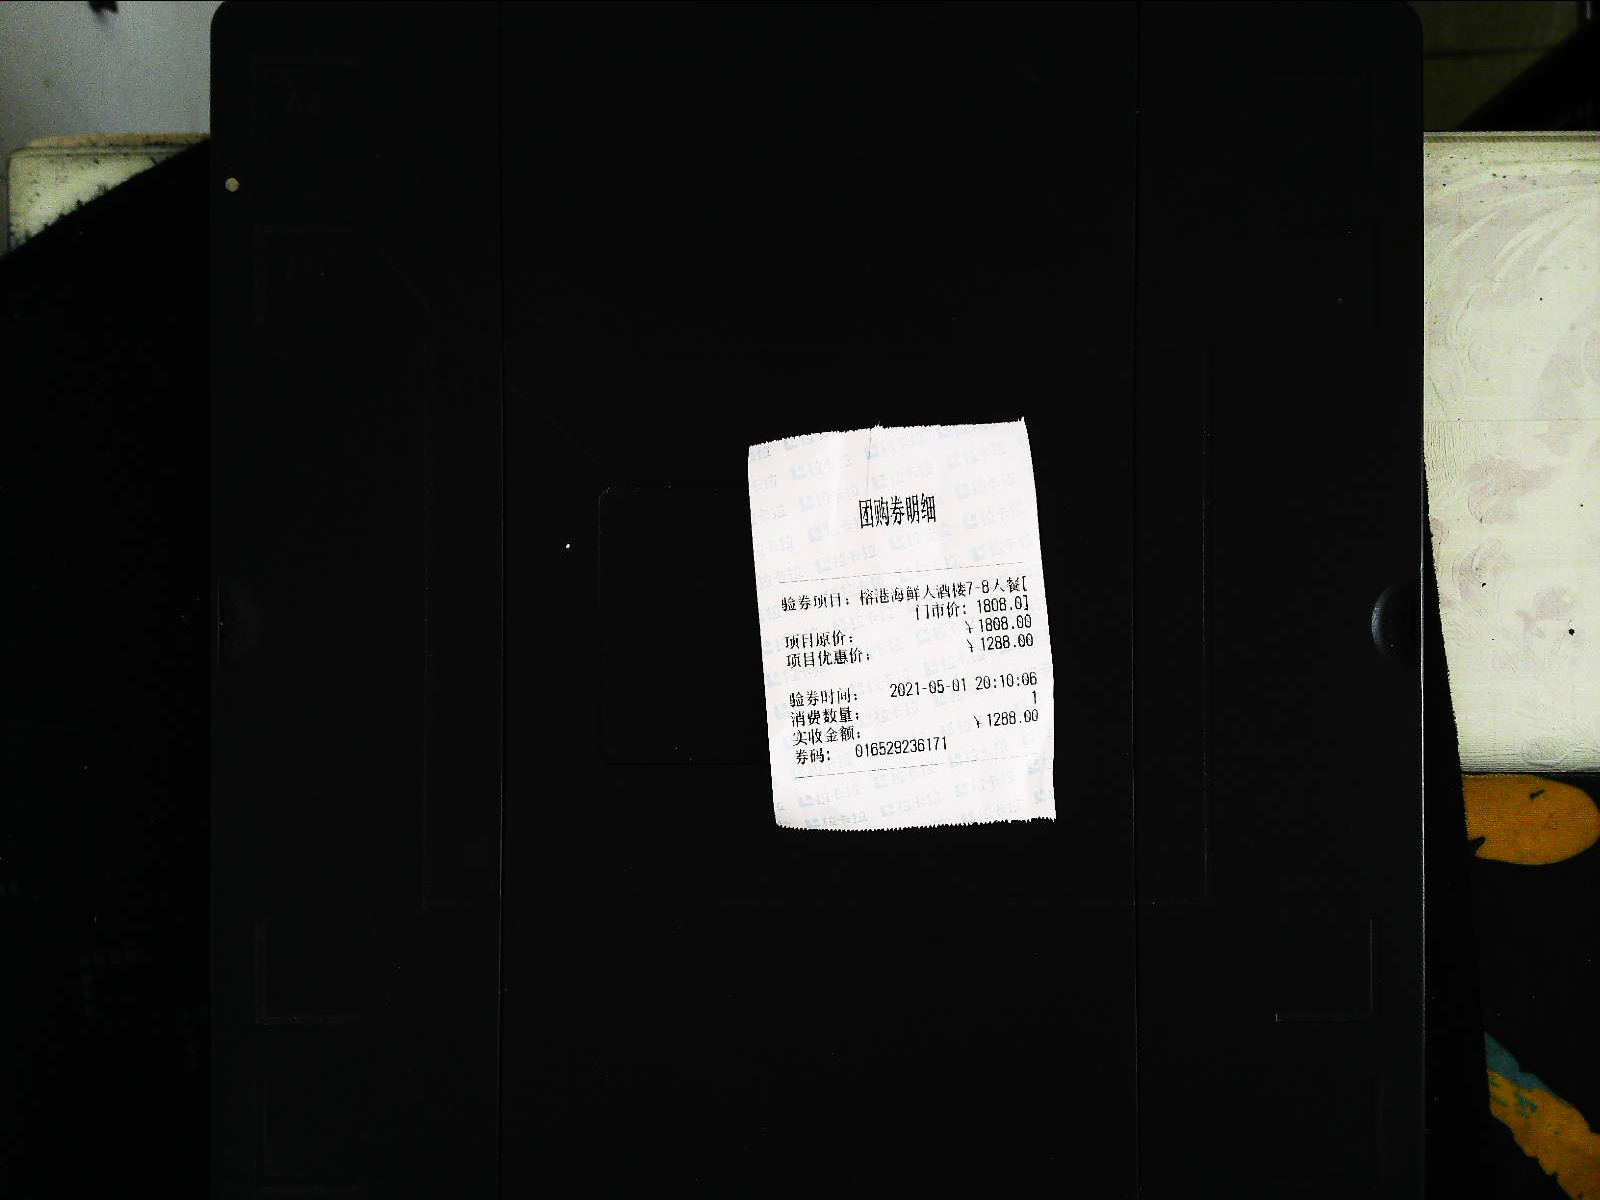 团购券明细
验券项目：榕港海鲜大酒楼7-8人餐[
门市价：1808.0]
项目原价：￥1808.00
项目优惠价：￥1288.00
验券时间：2021-05-01 20:10:06
消费数量：1
实收金额：￥1288.00
券码：016529236171
拉卡拉